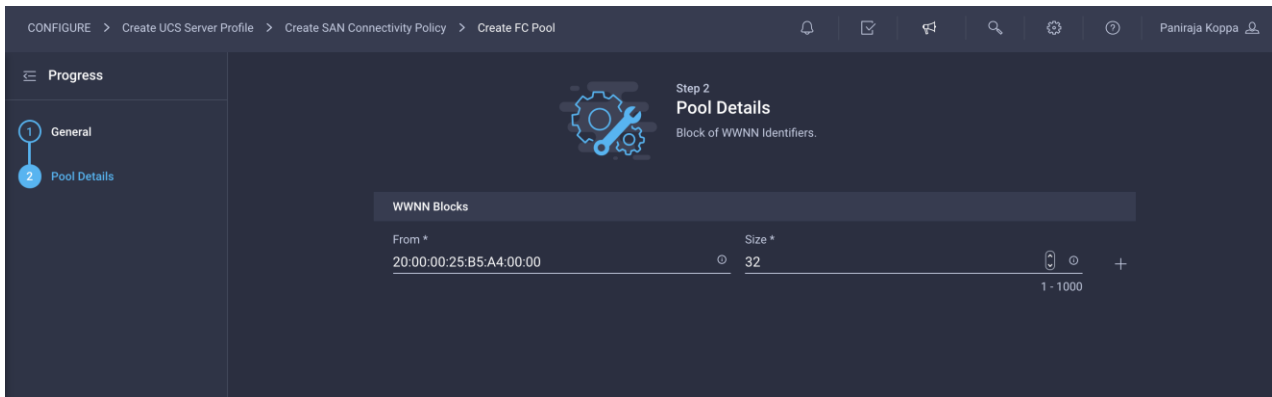 CONFIGURE > Create UCS Server Profile > Create SAN Connectivity Policy > Create FC Pool
Paniraja Koppa
Progress
1 General
2 Pool Details
Step 2
Pool Details
Block of WWNN Identifiers.
WWNN Blocks
From *
20:00:00:25:B5:A4:00:00
Size *
32
1 - 1000